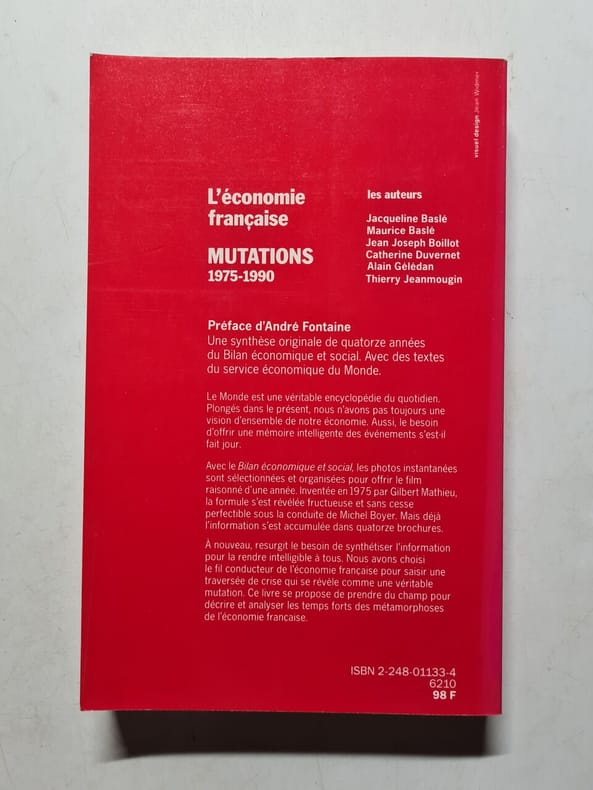 visuel design Jean Widmer
L'économie
française
MUTATIONS
1975-1990
les auteurs
Jacqueline Baslé
Maurice Baslé
Jean Joseph Boillot
Catherine Duvernet
Alain Gélédan
Thierry Jeanmougin
Préface d'André Fontaine
Une synthèse originale de quatorze années
du Bilan économique et social. Avec des textes
du service économique du Monde.
Le Monde est une véritable encyclopédie du quotidien.
Plongés dans le présent, nous n'avons pas toujours une
vision d'ensemble de notre économie. Aussi, le besoin
d'offrir une mémoire intelligente des événements s'est-il
fait jour.
Avec le Bilan économique et social, les photos instantanées
sont sélectionnées et organisées pour offrir le film
raisonné d'une année. Inventée en 1975 par Gilbert Mathieu,
la formule s'est révélée fructueuse et sans cesse
perfectible sous la conduite de Michel Boyer. Mais déjà
l'information s'est accumulée dans quatorze brochures.
À nouveau, resurgit le besoin de synthétiser l'information
pour la rendre intelligible à tous. Nous avons choisi
le fil conducteur de l'économie française pour saisir une
traversée de crise qui se révèle comme une véritable
mutation. Ce livre se propose de prendre du champ pour
décrire et analyser les temps forts des métamorphoses
de l'économie française.
ISBN 2-248-01133-4
6210
98 F